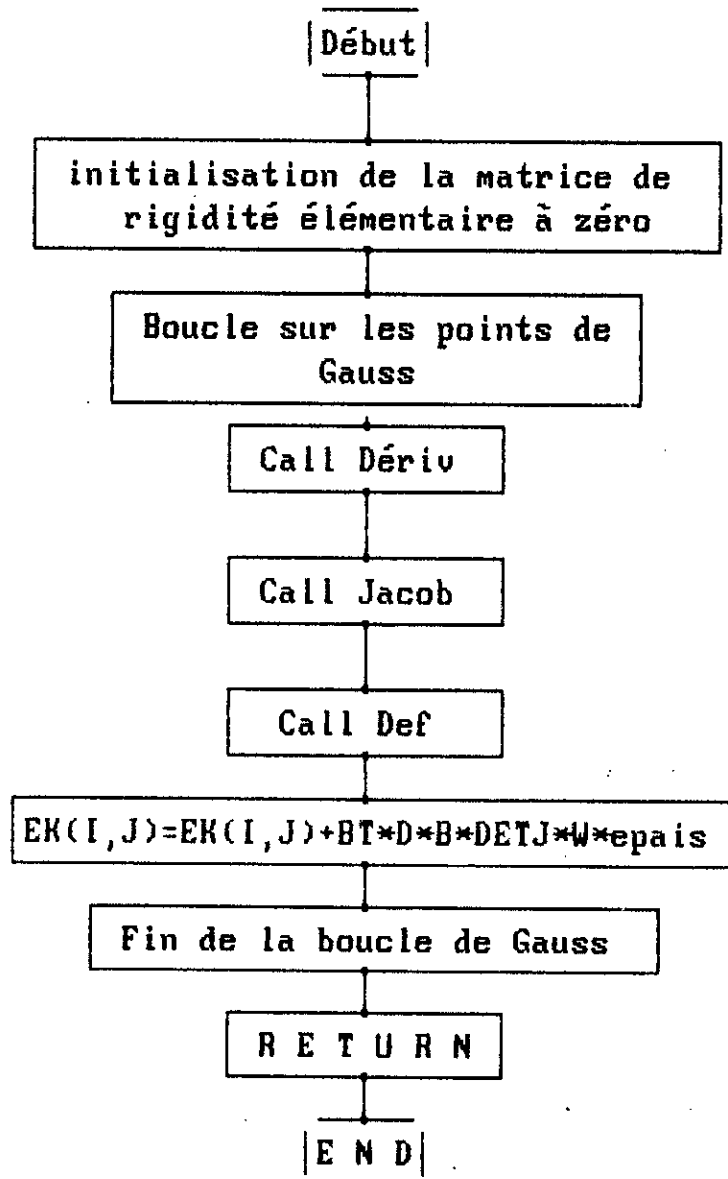 Début
initialisation de la matrice de
rigidité élémentaire à zéro
Boucle sur les points de
Gauss
Call Dériv
Call Jacob
Call Def
EK(I,J)=EK(I,J)+BT*D*B*DETJ*W*epais
Fin de la boucle de Gauss
R E T U R N
E N D